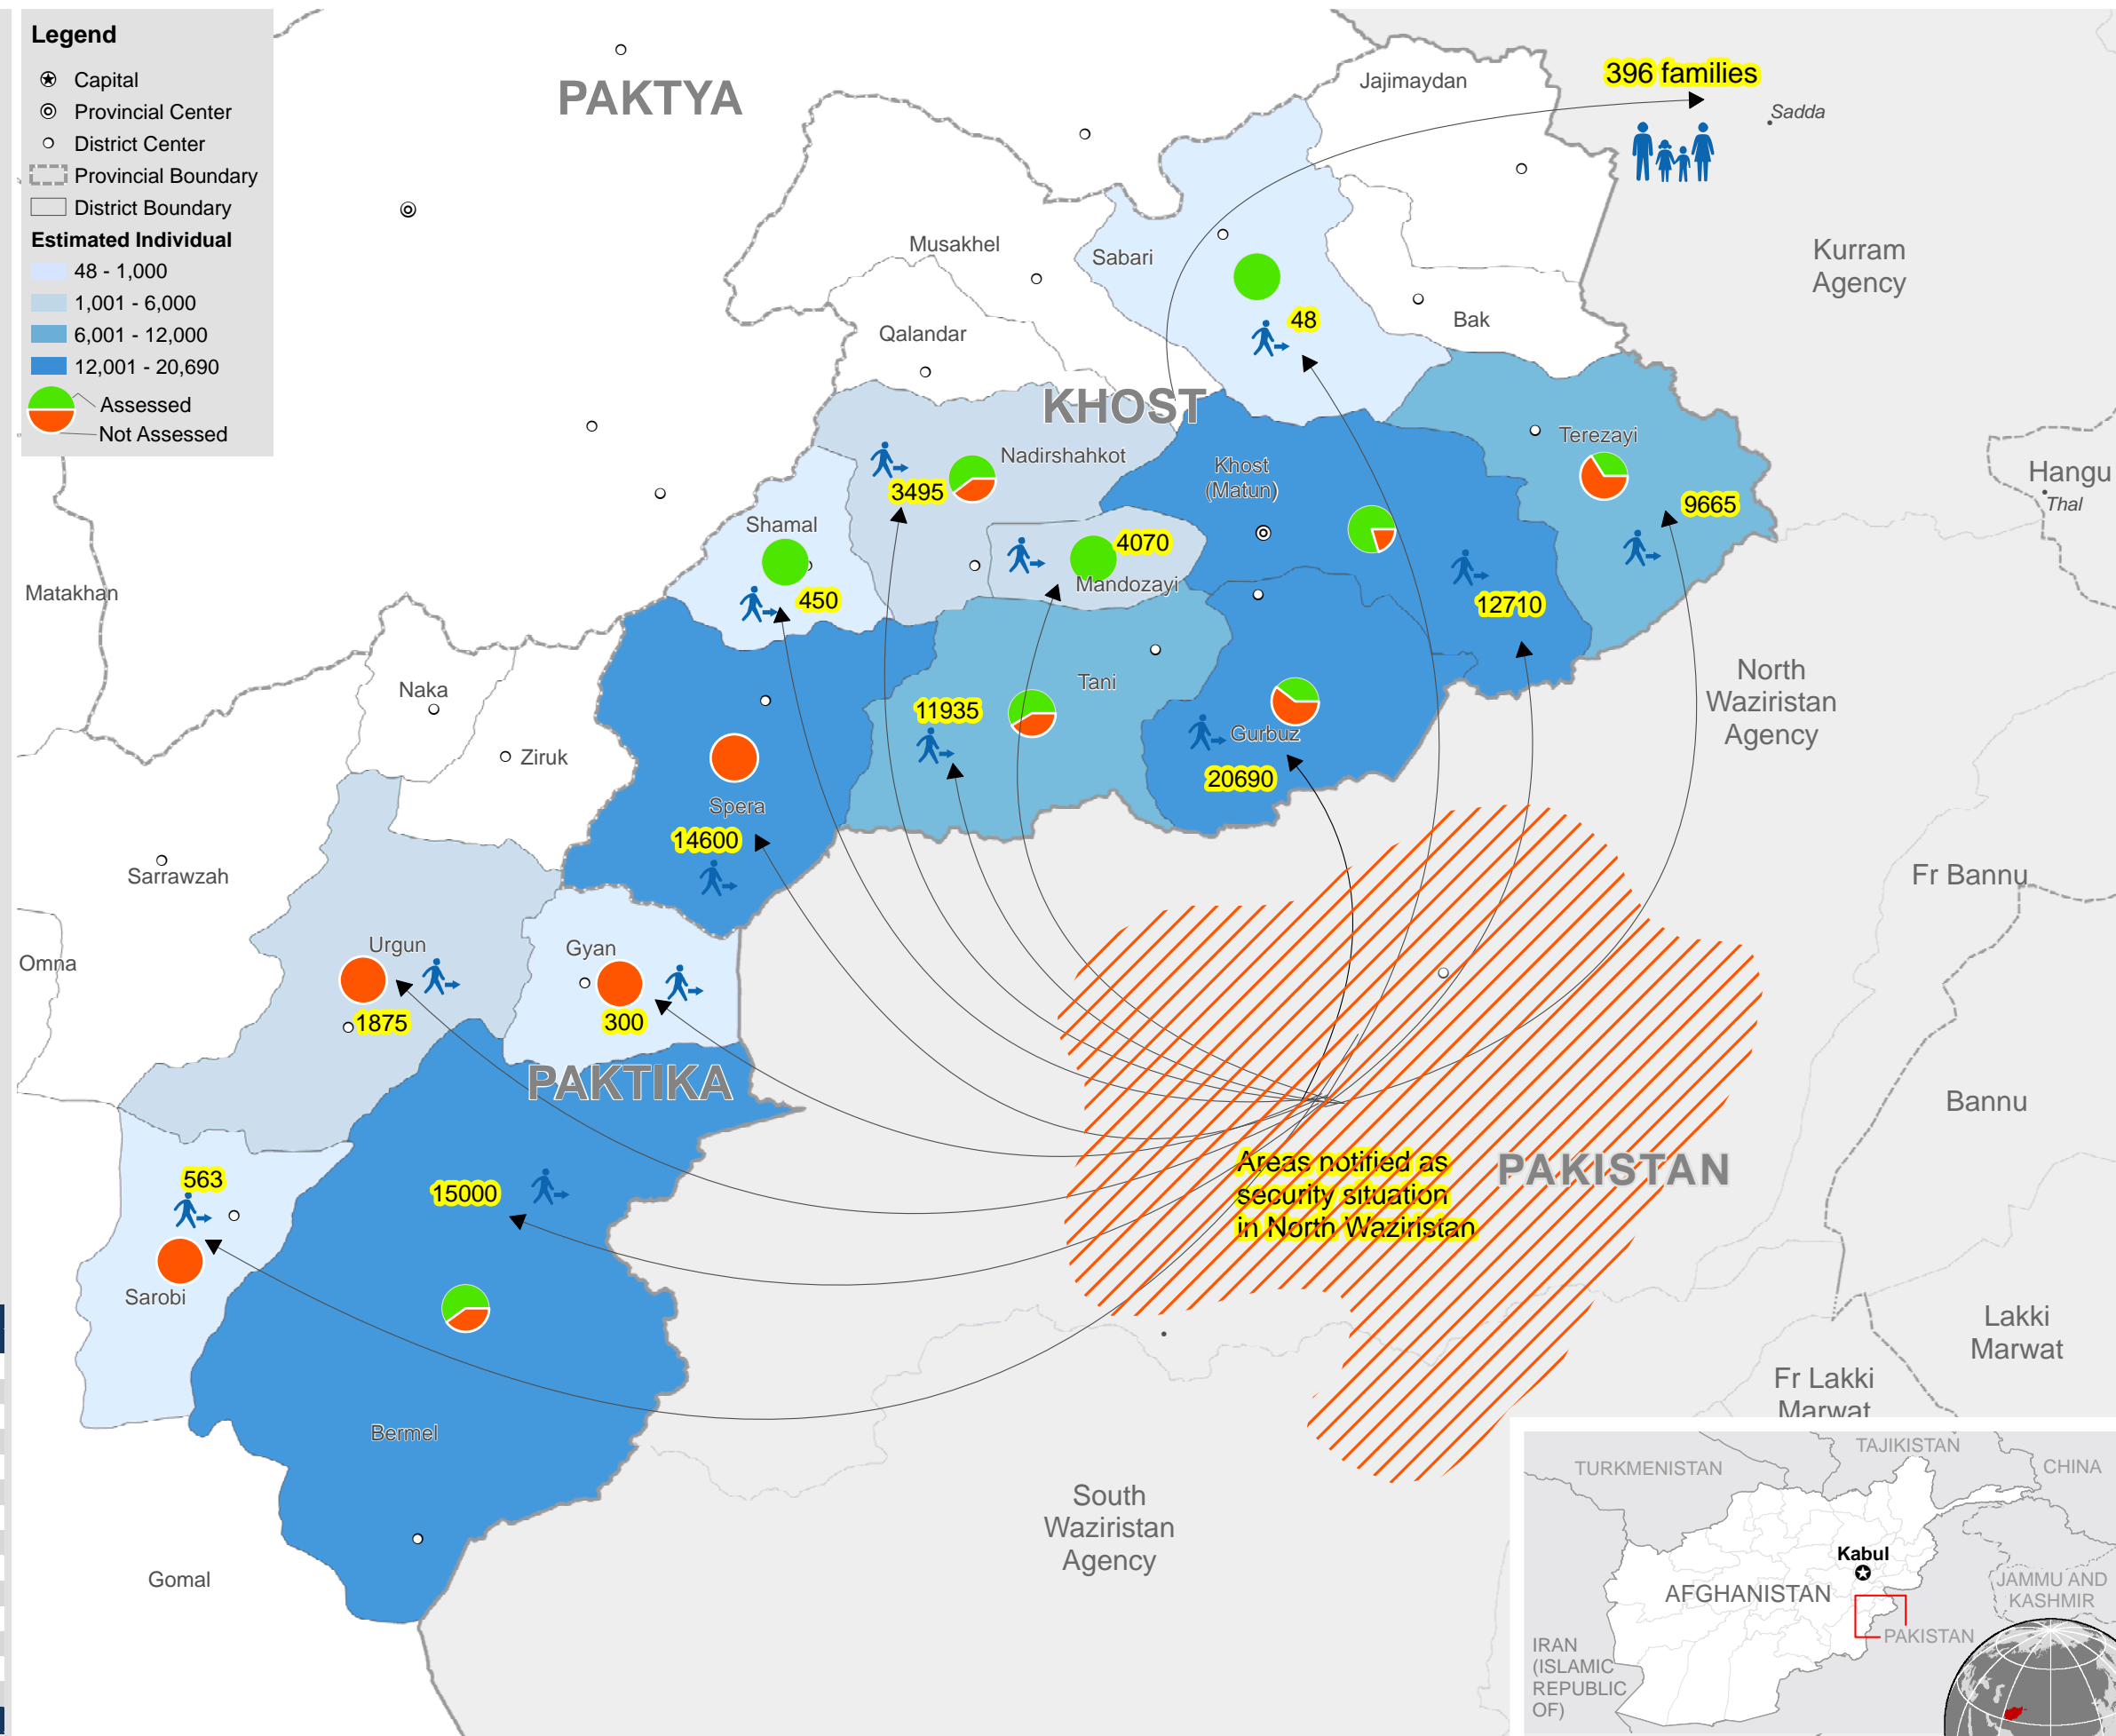 Legend
Capital
Provincial Center
District Center
Provincial Boundary
District Boundary
Estimated Individual
48 - 1,000
1,001 - 6,000
6,001 - 12,000
12,001 - 20,690
Assessed
Not Assessed
PAKTYA
Jajimaydan
396 families
Sadda
Kurram
Agency
Musakhel
Sabari
48
Bak
Qalandar
KHOST
Nadirshahkot
3495
Khost
(Matun)
Terezayi
9665
Hangu
Thal
Shamal
450
4070
Mandozayi
12710
Matakhan
Naka
Ziruk
Tani
11935
Gurbuz
20690
North
Waziristan
Agency
Spera
14600
Sarrawzah
Fr Bannu
Omna
Urgun
1875
Gyan
300
PAKTIKA
Bannu
Areas notified as
security situation
in North Waziristan
PAKISTAN
563
Sarobi
15000
Bermel
Lakki
Marwat
Fr Lakki
Marwat
South
Waziristan
Agency
Gomal
TURKMENISTAN
TAJIKISTAN
CHINA
Kabul
AFGHANISTAN
JAMMU AND
KASHMIR
PAKISTAN
IRAN
(ISLAMIC
REPUBLIC
OF)